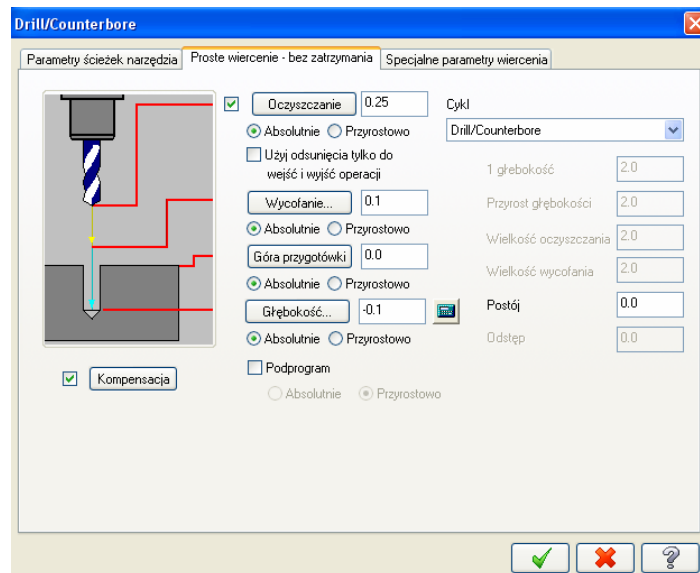 Drill/Counterbore
Parametry ścieżek narzędzia
Proste wiercenie - bez zatrzymania
Specjalne parametry wiercenia
Oczyszczanie 0.25
Absolutnie Przyrostowo
Użyj odsunięcia tylko do
wejść i wyjść operacji
Wycofanie... 0.1
Absolutnie Przyrostowo
Góra przygotówki 0.0
Absolutnie Przyrostowo
Głębokość... -0.1
Absolutnie Przyrostowo
Podprogram
Absolutnie Przyrostowo
Kompensacja
Cykl
Drill/Counterbore
1 głebokość 2.0
Przyrost głębokości 2.0
Wielkość oczyszczania 2.0
Wielkość wycofania 2.0
Postój 0.0
Odstęp 0.0